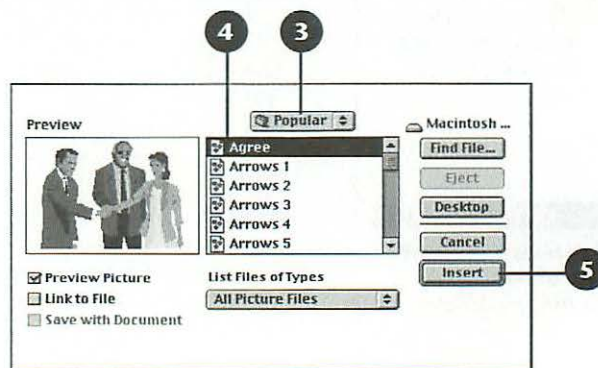 4
3
Popular
Preview
Macintosh ...
Agree
Arrows 1
Arrows 2
Arrows 3
Arrows 4
Arrows 5
Find File...
Eject
Desktop
Cancel
Insert
5
Preview Picture
Link to File
Save with Document
List Files of Types
All Picture Files